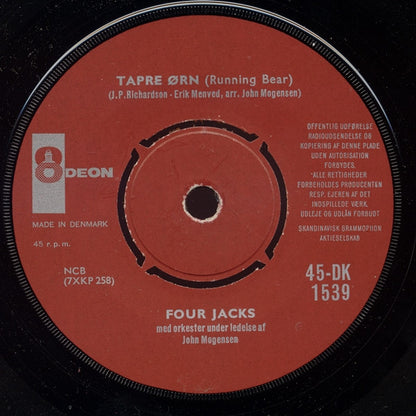 TAPRE ØRN (Running Bear)
(J.P. Richardson - Erik Menved, arr. John Mogensen)
8
ODEON
MADE IN DENMARK
45 r.p.m.
NCB
(7XKP 258)
OFFENTLIG UDFØRELSE
RADIOUDSENDELSE OG
KOPIERING AF DENNE PLADE
UDEN AUTORISATION
FORBYDES.
"ALLE RETTIGHEDER
FORBEHOLDES PRODUCENTEN
RESP. EJEREN AF DET
INDSPILLEDE VÆRK.
UDLEJE OG UDLÅN FORBUDT
SKANDINAVISK GRAMMOPHON
AKTIESELSKAB
45-DK
1539
FOUR JACKS
med orkester under ledelse af
John Mogensen